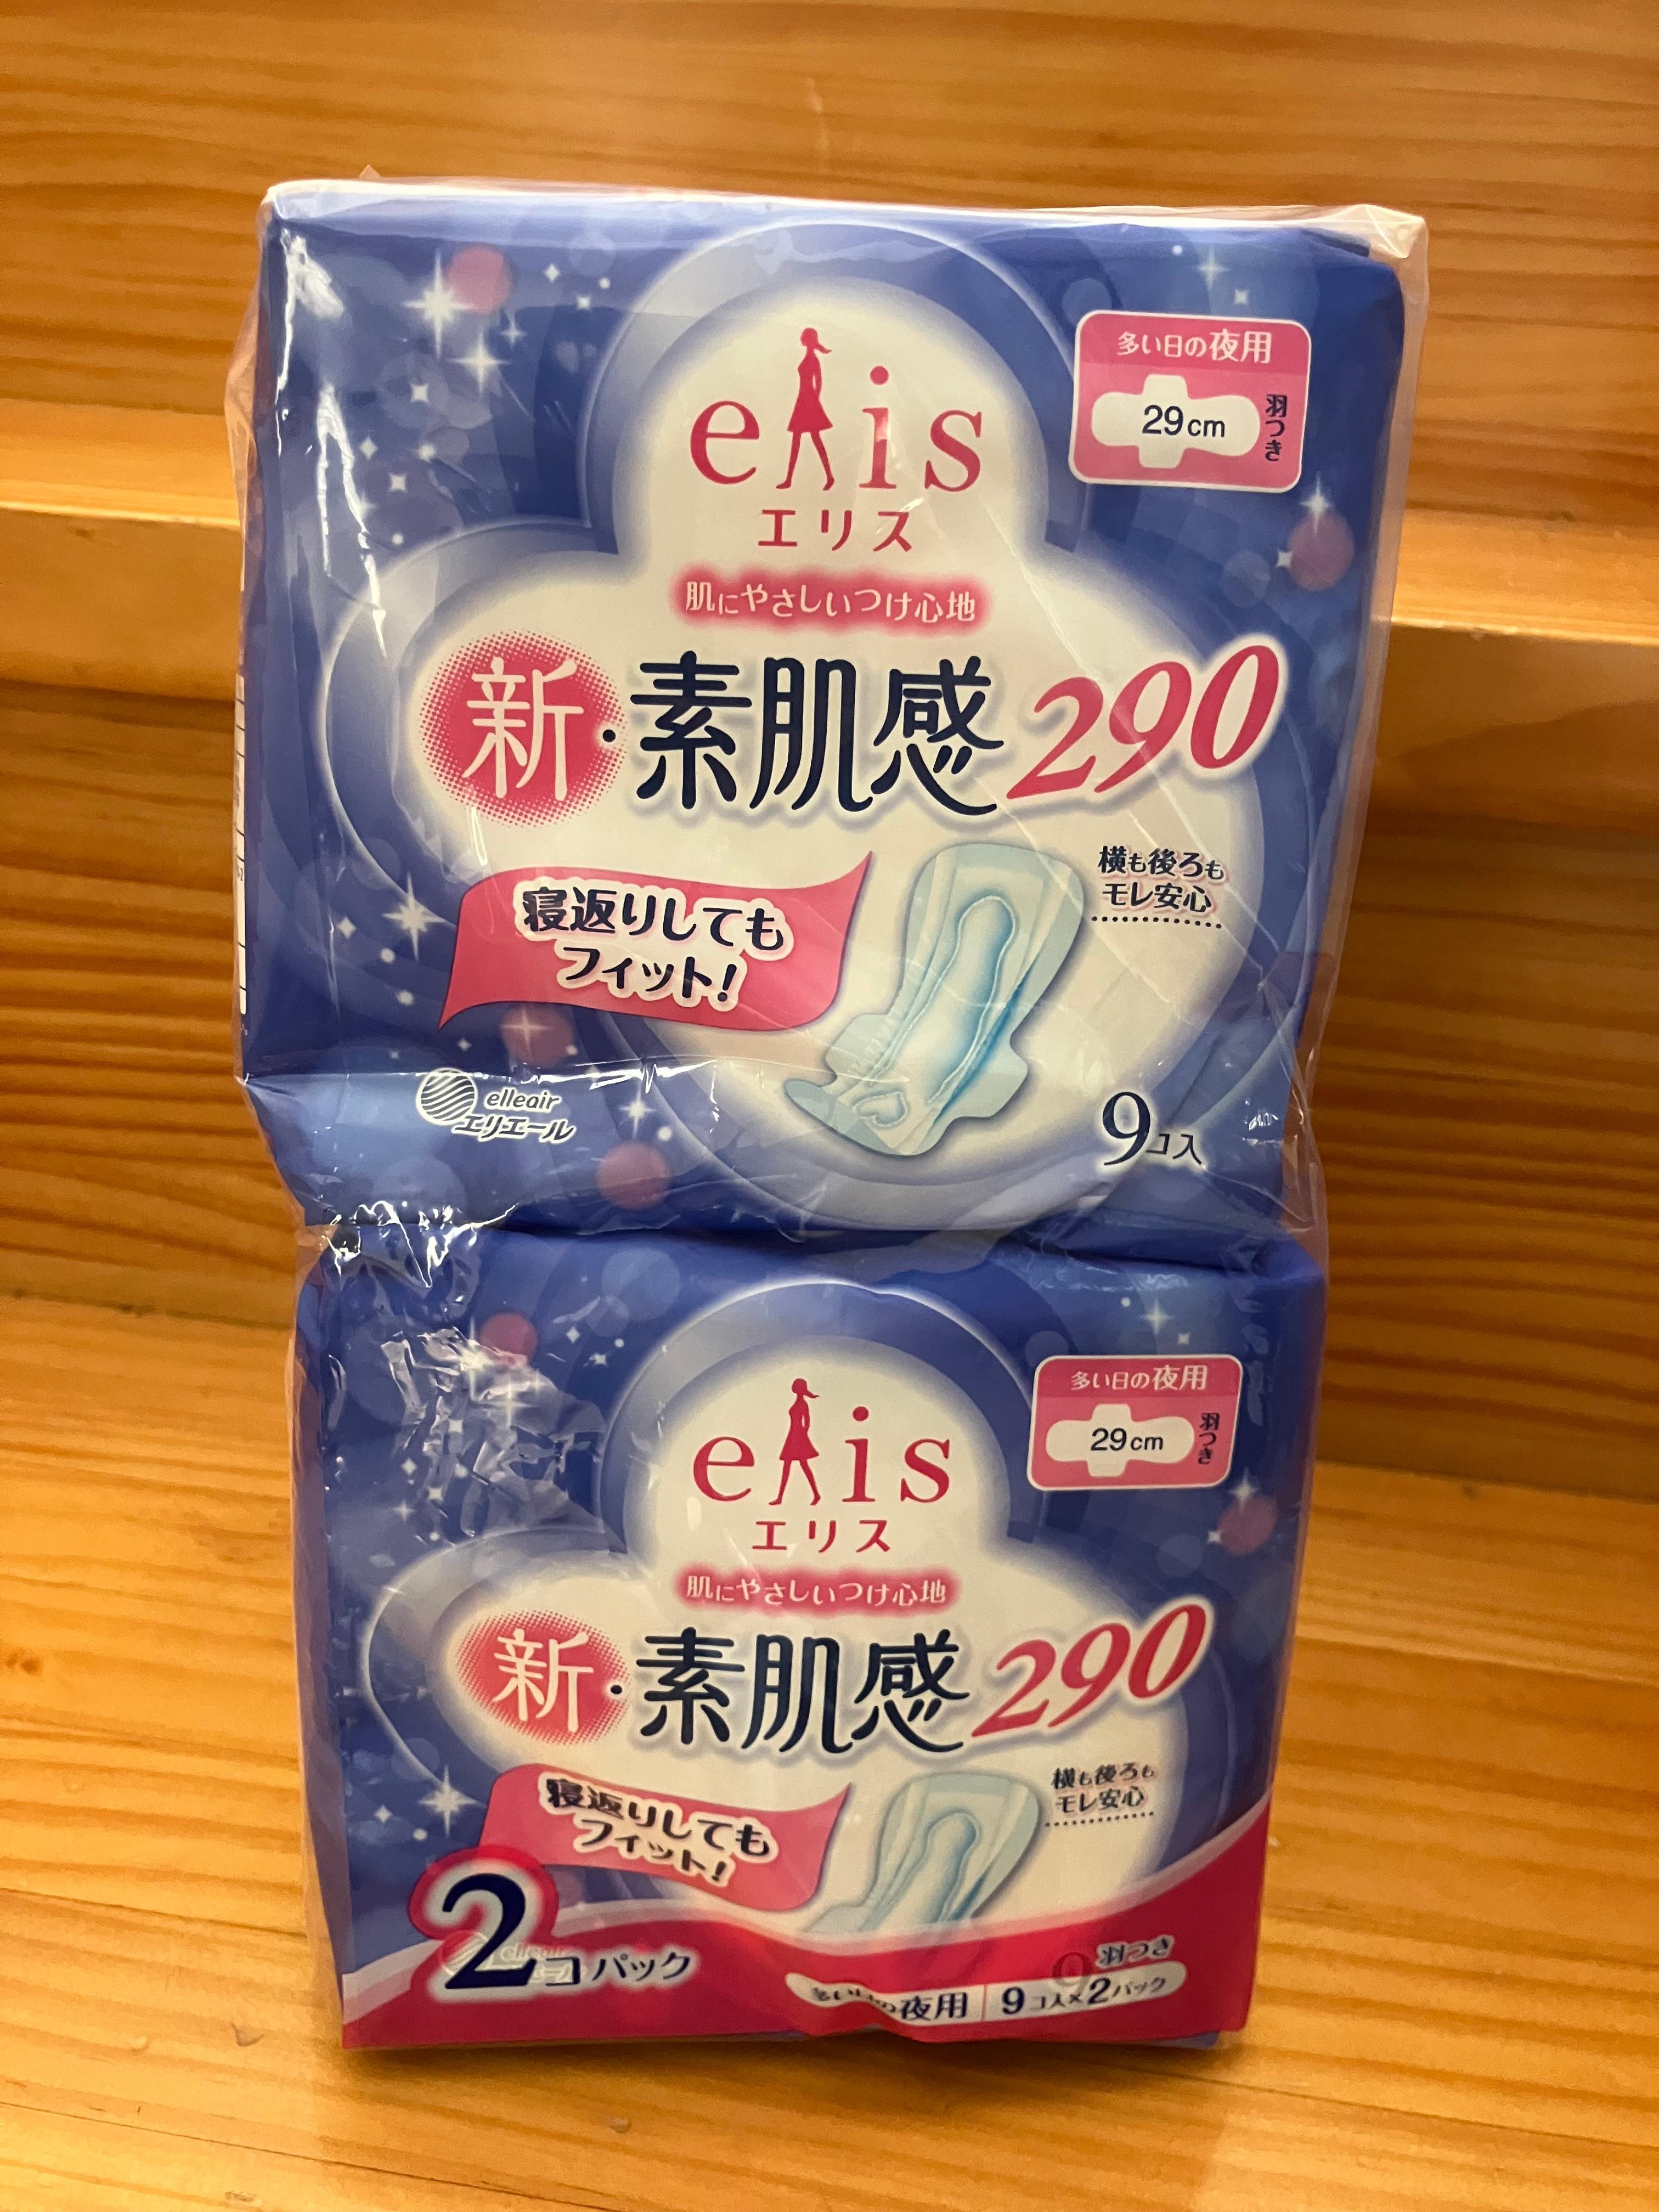 elis
エリス
多い日の夜用
29cm
羽つき
肌にやさしいつけ心地
新・素肌感290
寝返りしても
フィット!
横も後ろも
モレ安心
elleair
エリエール
9コ入
elis
エリス
多い日の夜用
29cm
羽つき
肌にやさしいつけ心地
新・素肌感290
寝返りしても
フィット!
横も後ろも
モレ安心
2コパック
羽つき
多い日の夜用 9コ入×2パック